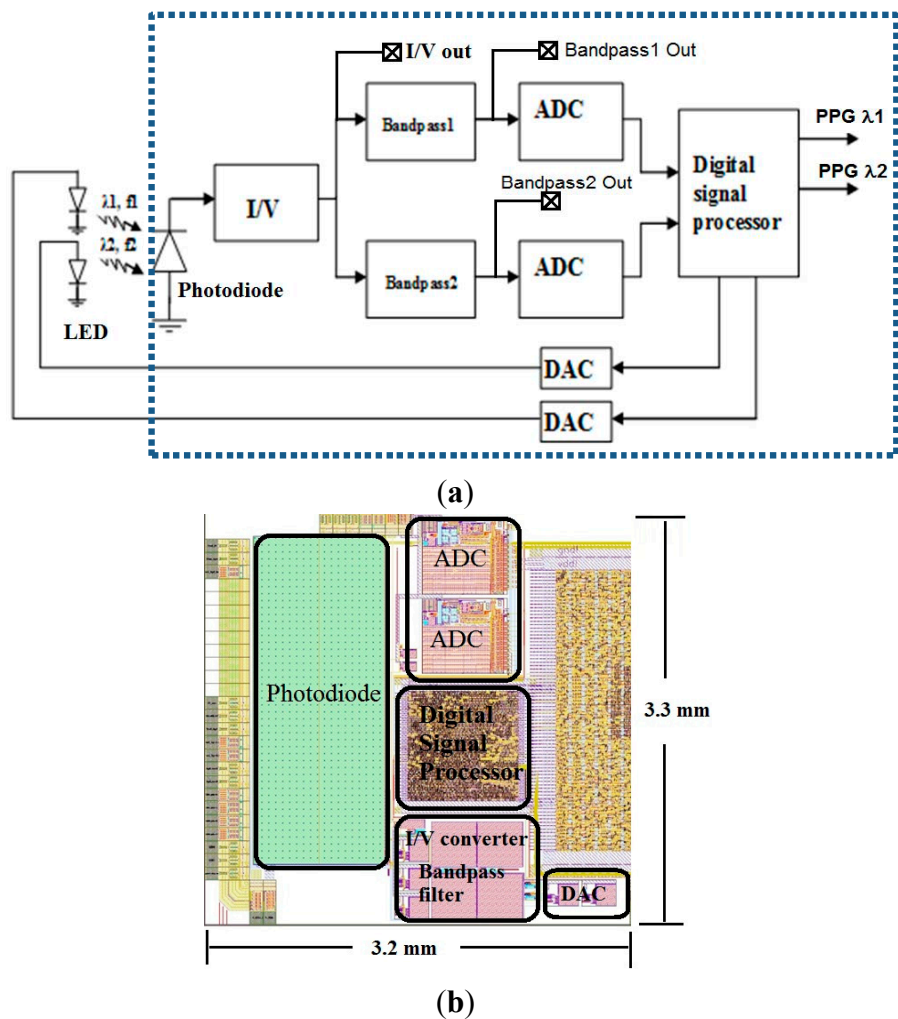 I/V out
Bandpass1 Out
Bandpass1
ADC
PPG λ1
PPG λ2
Digital
signal
processor
Bandpass2 Out
λ1, f1
I/V
λ2, f2
Bandpass2
ADC
Photodiode
LED
DAC
DAC
(a)
ADC
ADC
Photodiode
Digital
Signal
Processor
3.3 mm
I/V converter
Bandpass
filter
DAC
3.2 mm
(b)